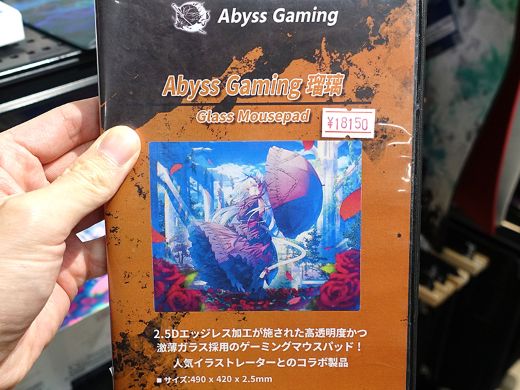 Abyss Gaming
Abyss Gaming 瑠璃
Glass Mousepad
¥18150
2.5Dエッジレス加工が施された高透明度かつ
激薄ガラス採用のゲーミングマウスパッド！
人気イラストレーターとのコラボ製品
■ サイズ:490 x 420 x 2.5mm